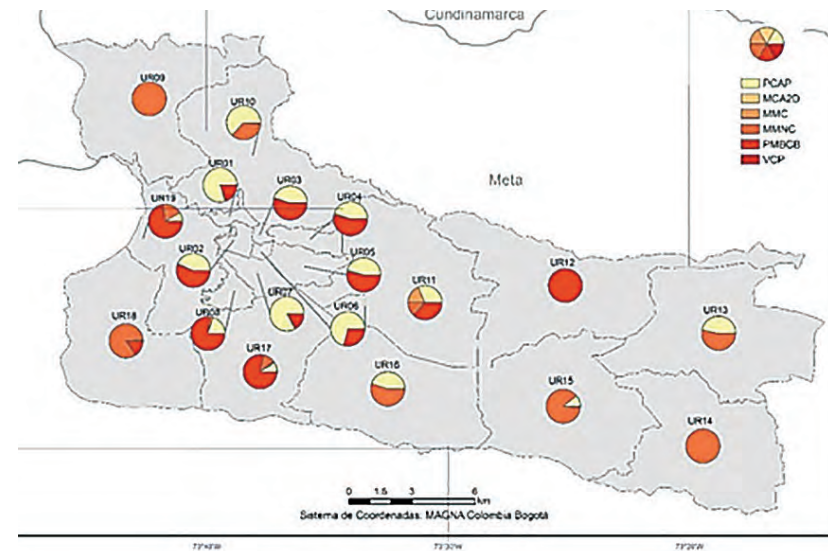 Cundinamarca
PCAP
MCA2D
MMC
MMNC
PMBCB
VCP
UR09
UR10
Meta
UR01
UR03
UR19
UR04
UR02
UR05
UR12
UR11
UR07
UR06
UR13
UR18
UR08
UR17
UR16
UR15
UR14
0 1.5 3 6
km
Sistema de Coordenadas: MAGNA Colombia Bogotá